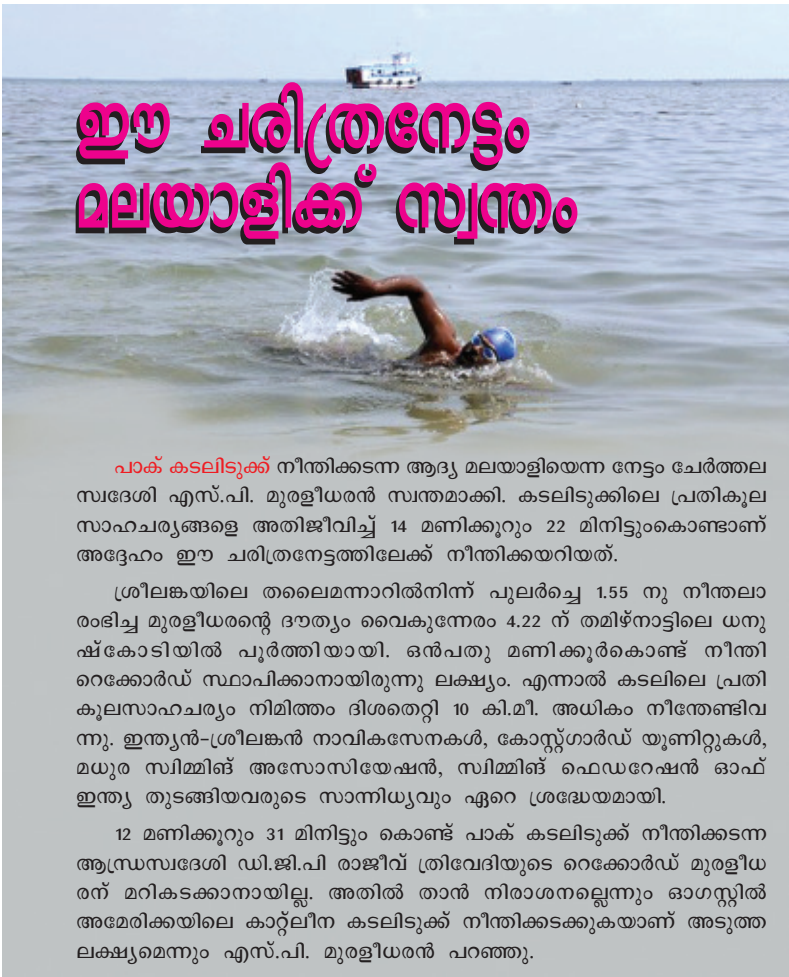 ഈ ചരിത്രനേട്ടം
മലയാളിക്ക് സ്വന്തം
പാക് കടലിടുക്ക് നീന്തിക്കടന്ന ആദ്യ മലയാളിയെന്ന നേട്ടം ചേർത്തല
സ്വദേശി എസ്.പി. മുരളീധരൻ സ്വന്തമാക്കി. കടലിടുക്കിലെ പ്രതികൂല
സാഹചര്യങ്ങളെ അതിജീവിച്ച് 14 മണിക്കൂറും 22 മിനിട്ടുംകൊണ്ടാണ്
അദ്ദേഹം ഈ ചരിത്രനേട്ടത്തിലേക്ക് നീന്തിക്കയറിയത്.
ശ്രീലങ്കയിലെ തലൈമന്നാറിൽനിന്ന് പുലർച്ചെ 1.55 നു നീന്തലാ
രംഭിച്ച മുരളീധരന്റെ ദൗത്യം വൈകുന്നേരം 4.22 ന് തമിഴ്നാട്ടിലെ ധനു
ഷ്കോടിയിൽ പൂർത്തിയായി. ഒൻപതു മണിക്കൂർകൊണ്ട് നീന്തി
റെക്കോർഡ് സ്ഥാപിക്കാനായിരുന്നു ലക്ഷ്യം. എന്നാൽ കടലിലെ പ്രതി
കൂലസാഹചര്യം നിമിത്തം ദിശതെറ്റി 10 കി.മീ. അധികം നീന്തേണ്ടിവ
ന്നു. ഇന്ത്യൻ-ശ്രീലങ്കൻ നാവികസേനകൾ, കോസ്റ്റ്ഗാർഡ് യൂണിറ്റുകൾ,
മധുര സ്വിമ്മിങ് അസോസിയേഷൻ, സ്വിമ്മിങ് ഫെഡറേഷൻ ഓഫ്
ഇന്ത്യ തുടങ്ങിയവരുടെ സാന്നിധ്യവും ഏറെ ശ്രദ്ധേയമായി.
12 മണിക്കൂറും 31 മിനിട്ടും കൊണ്ട് പാക് കടലിടുക്ക് നീന്തിക്കടന്ന
ആന്ധ്രസ്വദേശി ഡി.ജി.പി രാജീവ് ത്രിവേദിയുടെ റെക്കോർഡ് മുരളീധ
രന് മറികടക്കാനായില്ല. അതിൽ താൻ നിരാശനല്ലെന്നും ഓഗസ്റ്റിൽ
അമേരിക്കയിലെ കാറ്റ്ലീന കടലിടുക്ക് നീന്തിക്കടക്കുകയാണ് അടുത്ത
ലക്ഷ്യമെന്നും എസ്.പി. മുരളീധരൻ പറഞ്ഞു.